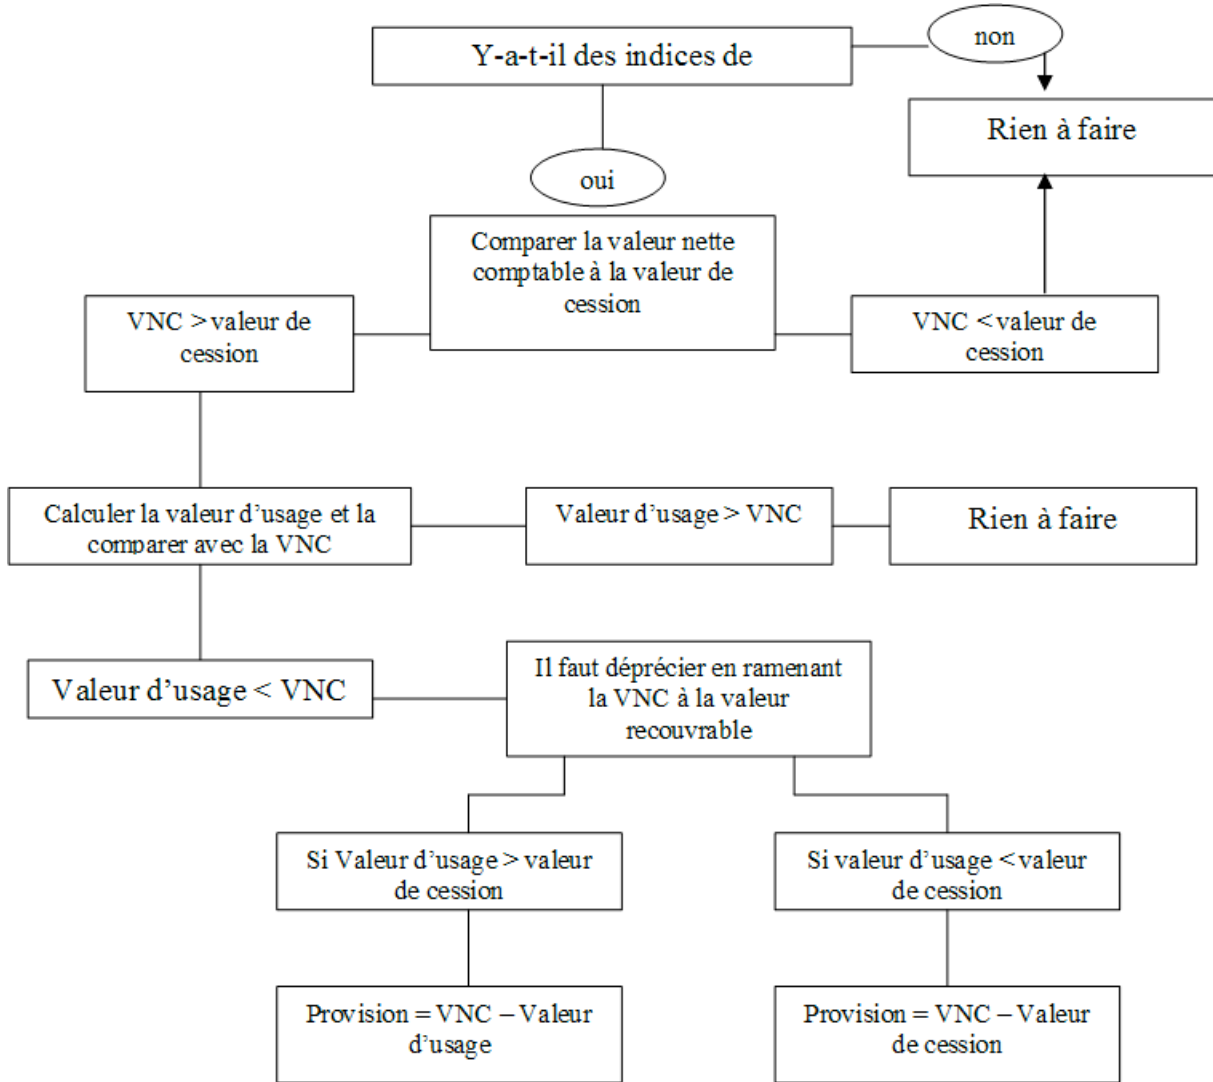 Y-a-t-il des indices de
non
Rien à faire
oui
Comparer la valeur nette
comptable à la valeur de
cession
VNC > valeur de
cession
VNC < valeur de
cession
Calculer la valeur d'usage et la
comparer avec la VNC
Valeur d'usage > VNC
Rien à faire
Valeur d'usage < VNC
Il faut déprécier en ramenant
la VNC à la valeur
recouvrable
Si Valeur d'usage > valeur
de cession
Si valeur d'usage < valeur
de cession
Provision = VNC – Valeur
d'usage
Provision = VNC – Valeur
de cession